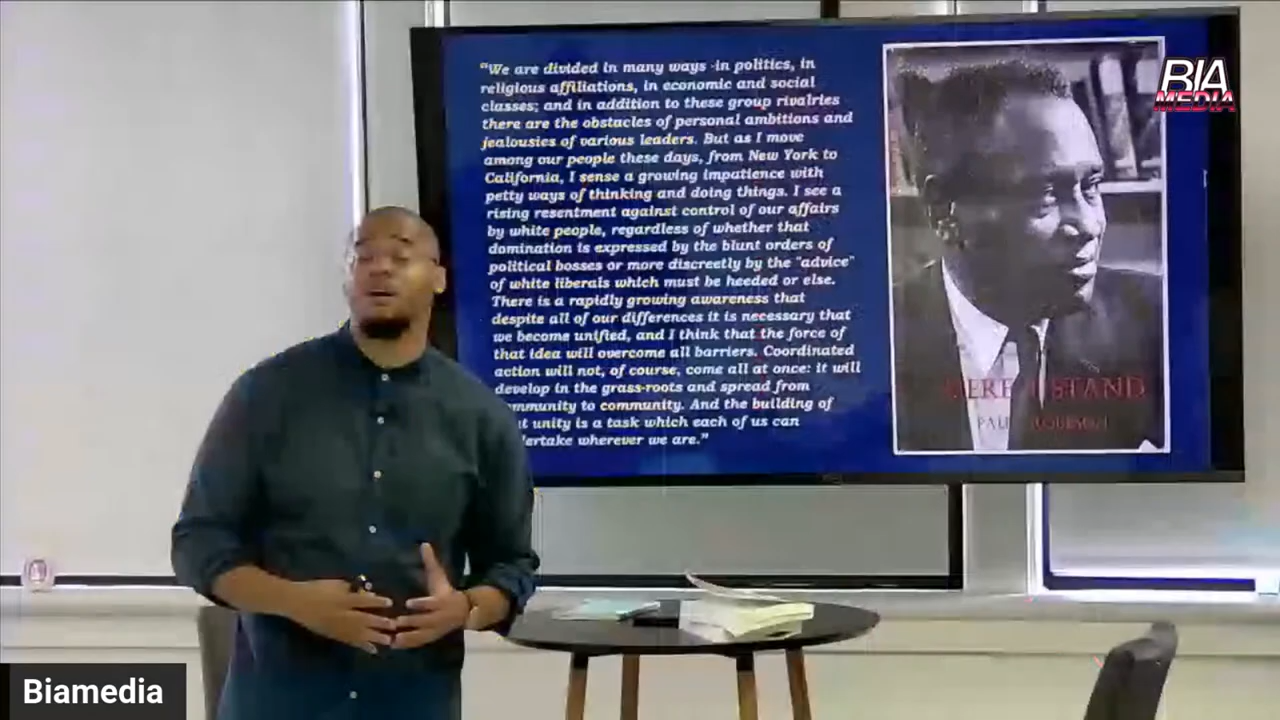 "We are divided in many ways -in politics, in
religious affiliations, in economic and social
classes; and in addition to these group rivalries
there are the obstacles of personal ambitions and
jealousies of various leaders. But as I move
among our people these days, from New York to
California, I sense a growing impatience with
petty ways of thinking and doing things. I see a
rising resentment against control of our affairs
by white people, regardless of whether that
domination is expressed by the blunt orders of
political bosses or more discreetly by the "advice"
of white liberals which must be heeded or else.
There is a rapidly growing awareness that
despite all of our differences it is necessary that
we become unified, and I think that the force of
that idea will overcome all barriers. Coordinated
action will not, of course, come all at once: it will
develop in the grass-roots and spread from
to community. And the building of
unity is a task which each of us can
wherever we are."
STAND
BIA
MEDIA
Biamedia